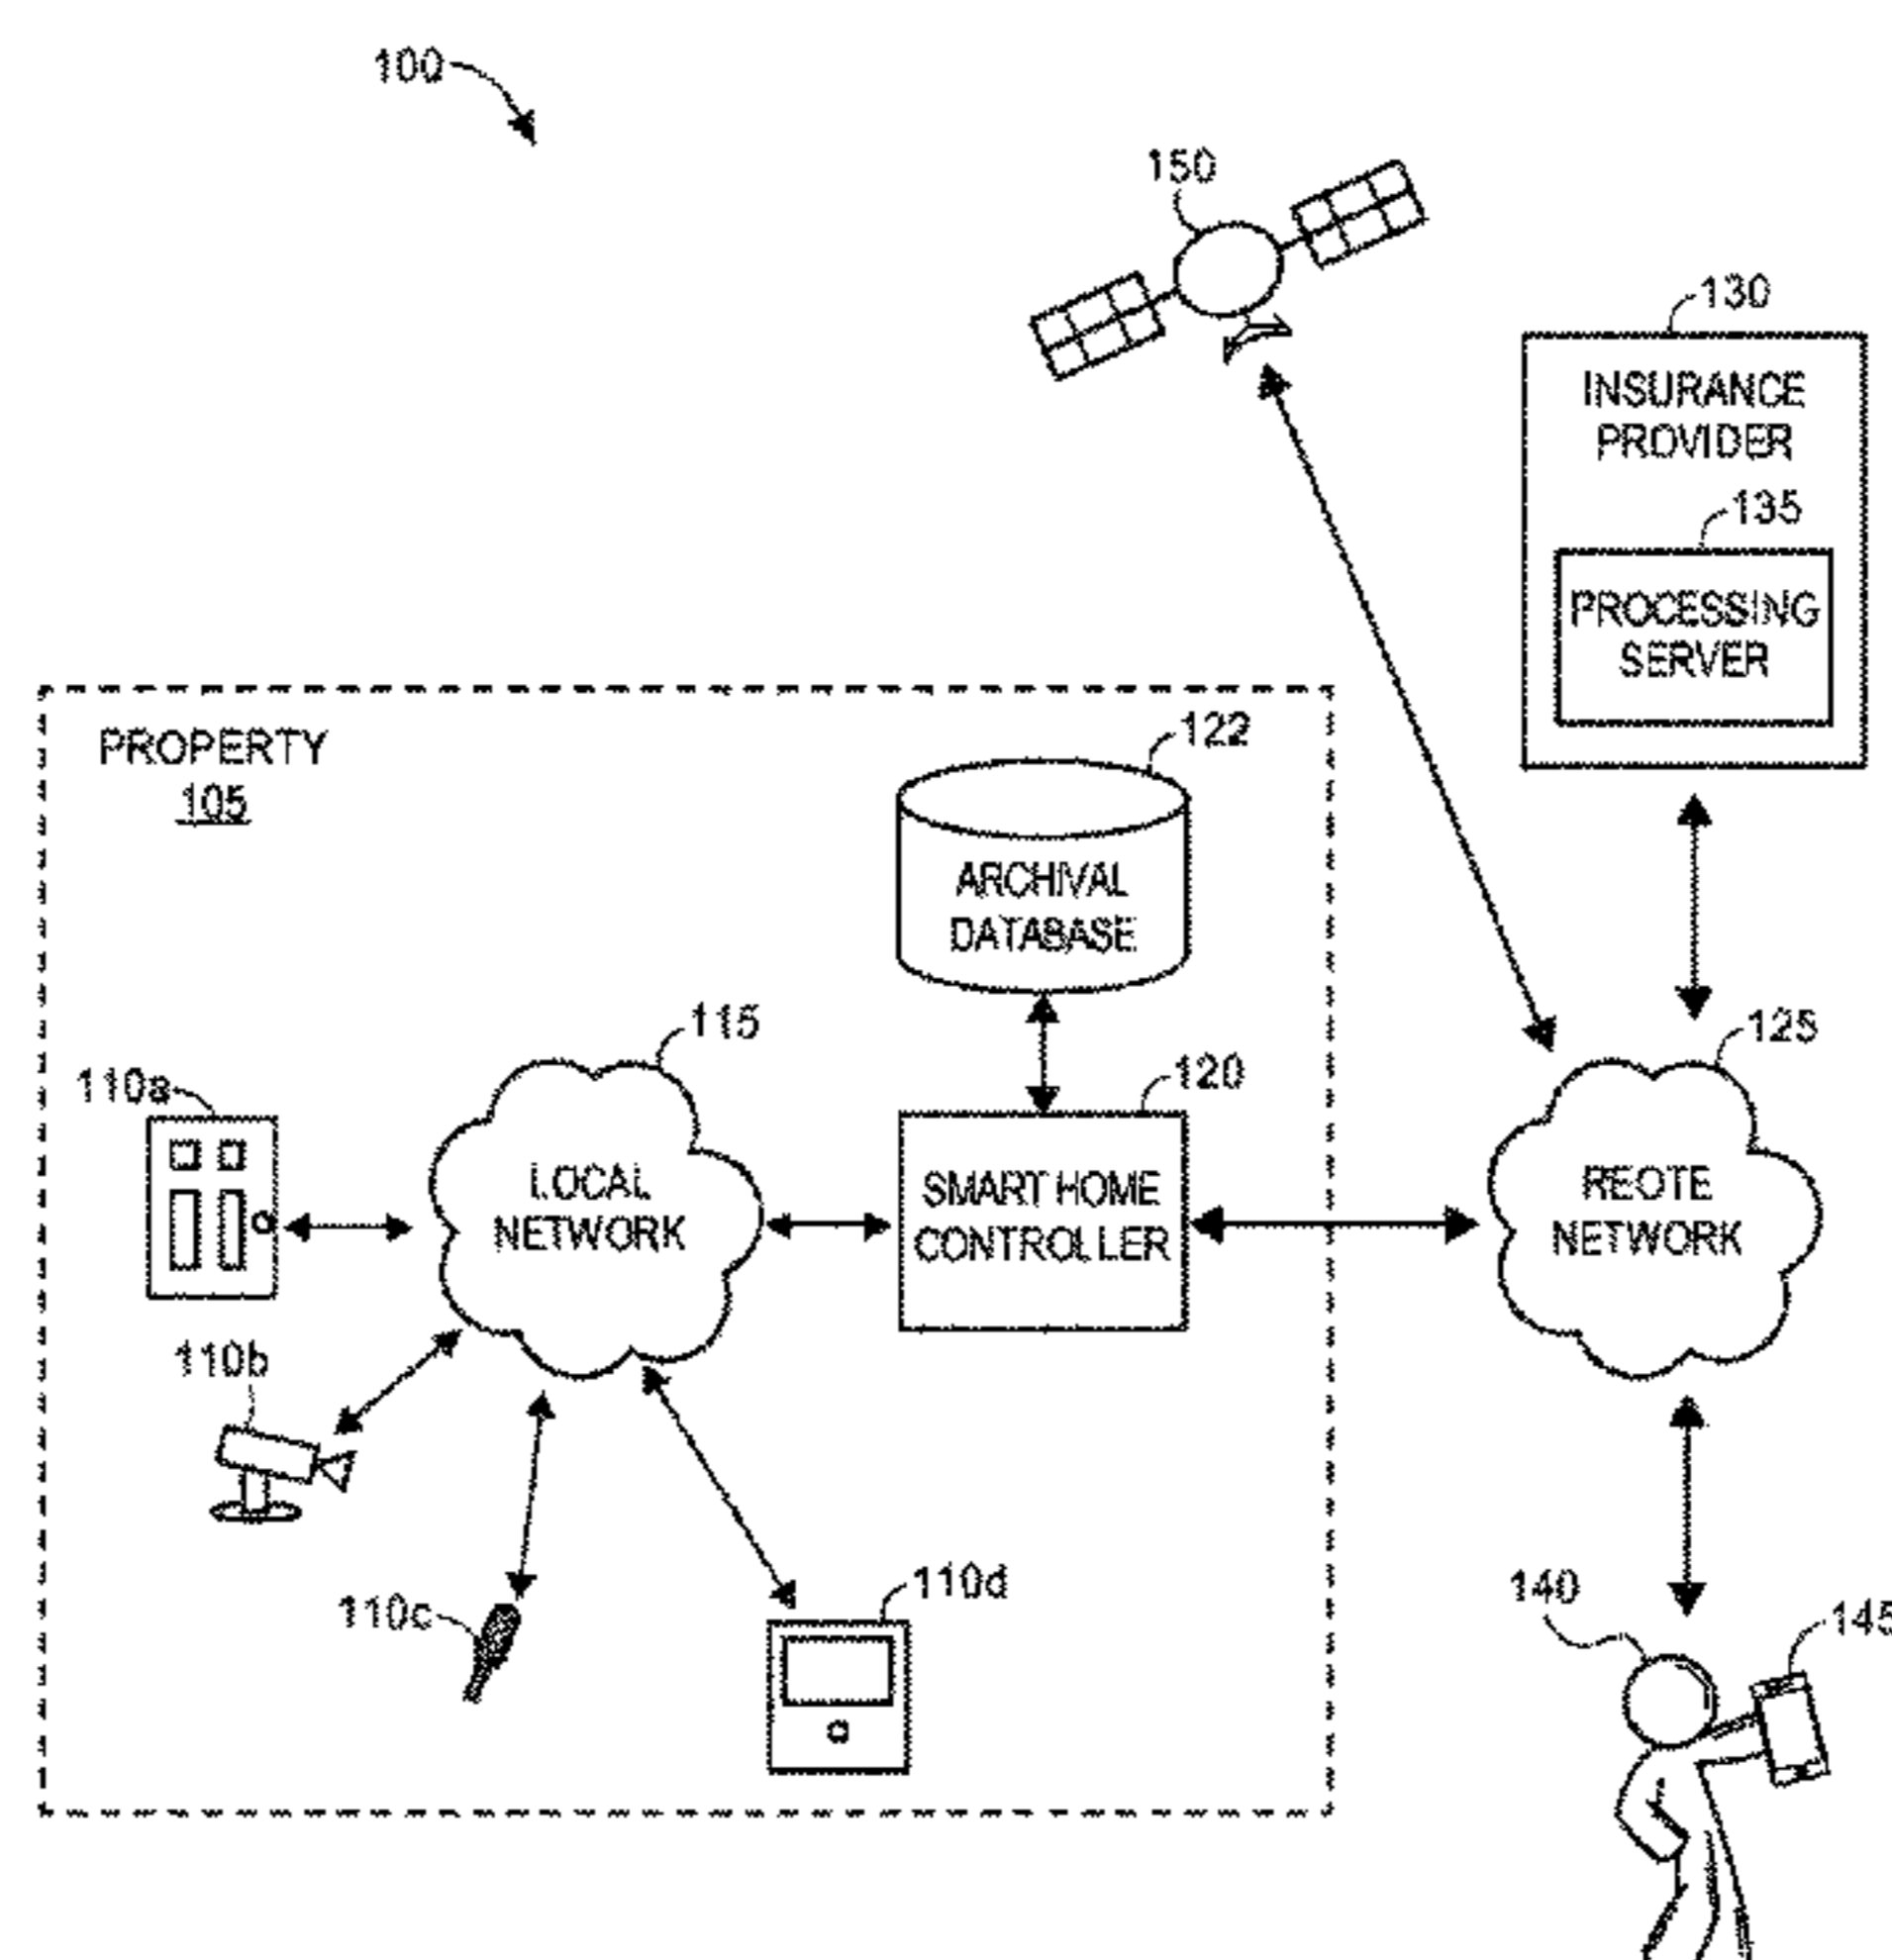 100
150
130
INSURANCE
PROVIDER
135
PROCESSING
SERVER
PROPERTY
105
122
ARCHIVAL
DATABASE
115
125
110a
120
LOCAL
NETWORK
SMART HOME
CONTROLLER
REOTE
NETWORK
110b
110c
110d
140
145